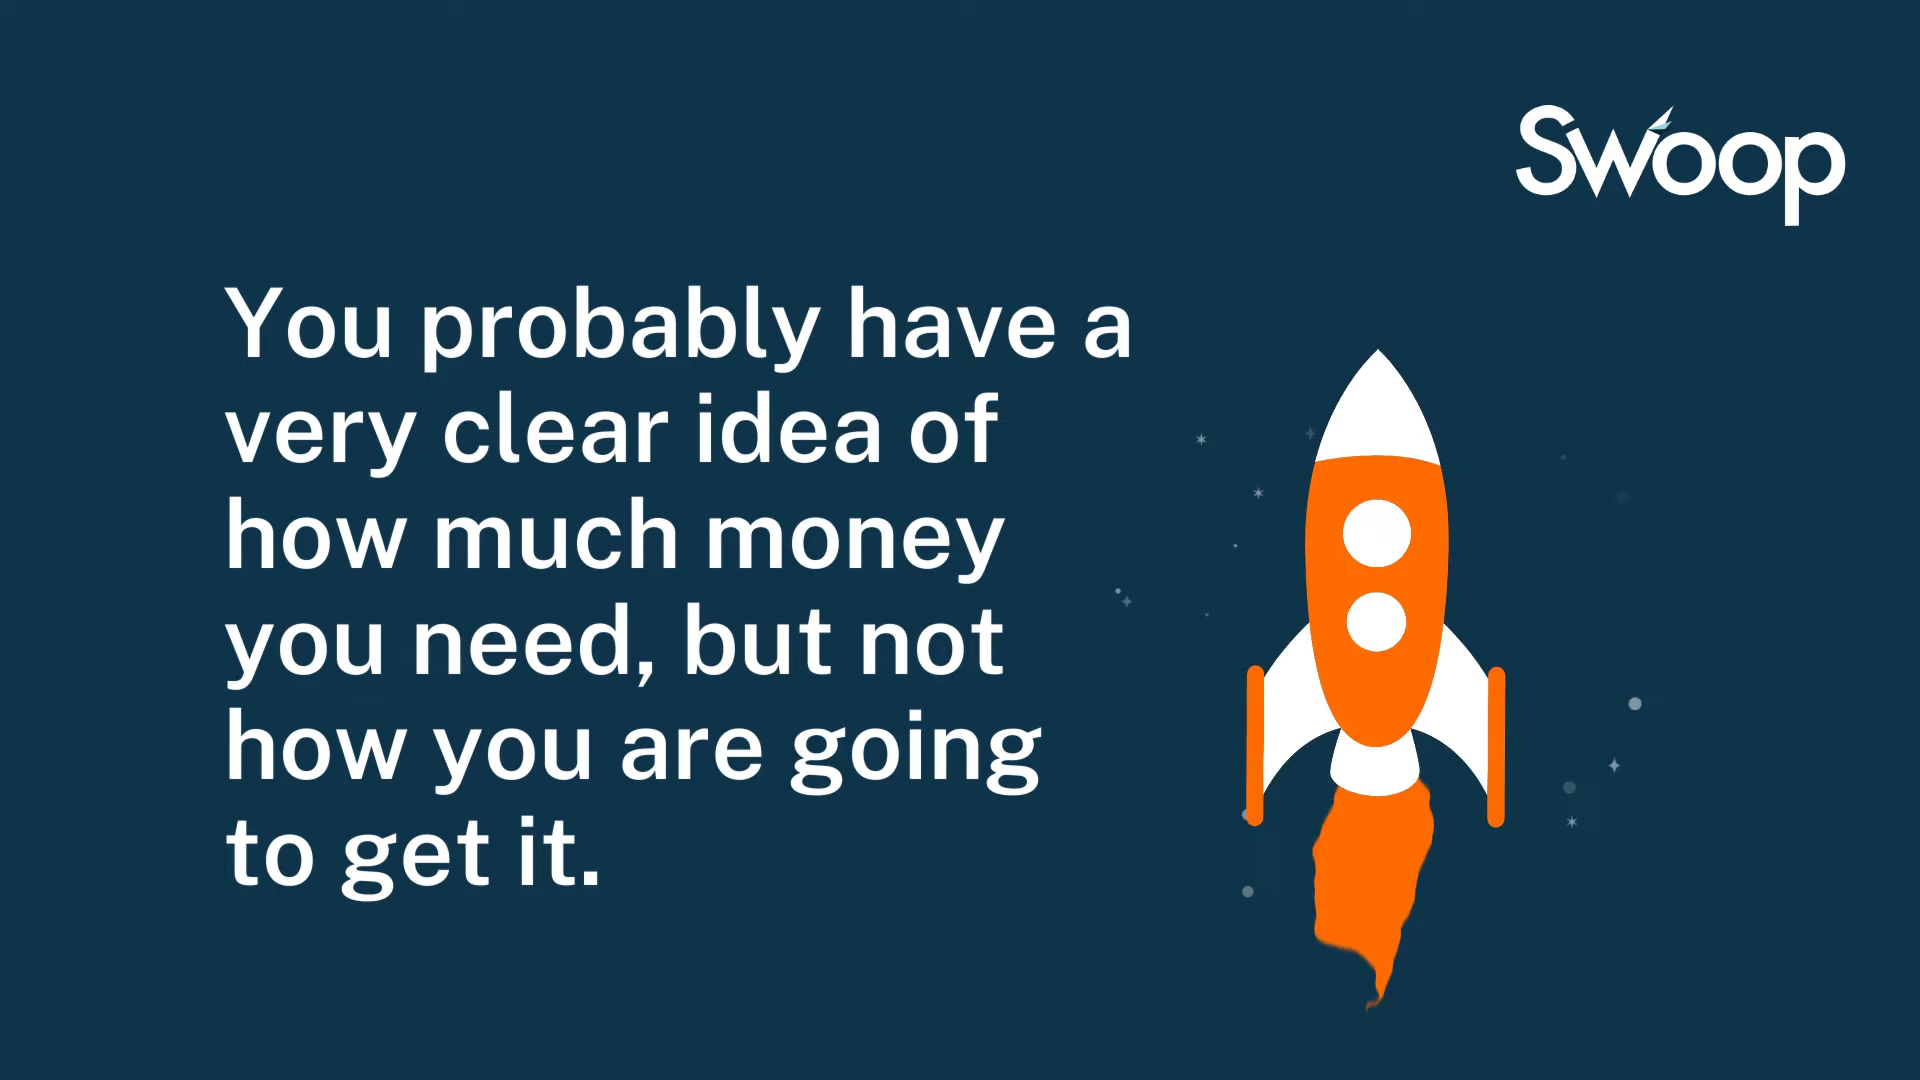 Swoop
You probably have a
very clear idea of
how much money
you need, but not
how you are going
to get it.